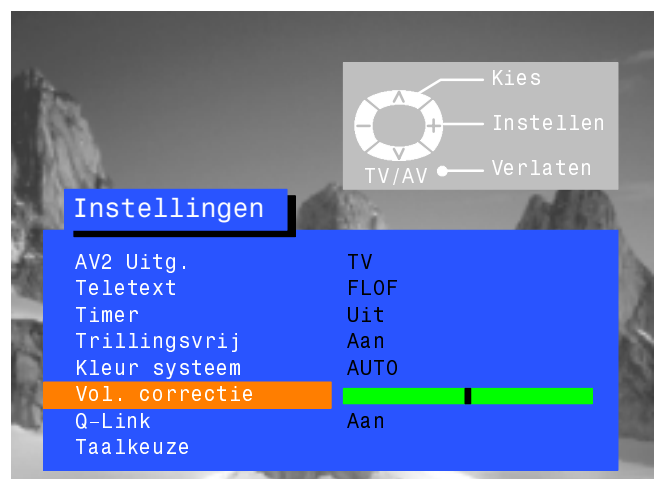 Kies
Instellen
TV/AV Verlaten
Instellingen
AV2 Uitg. TV
Teletext FLOF
Timer Uit
Trillingsvrij Aan
Kleur systeem AUTO
Vol. correctie
Q-Link Aan
Taalkeuze